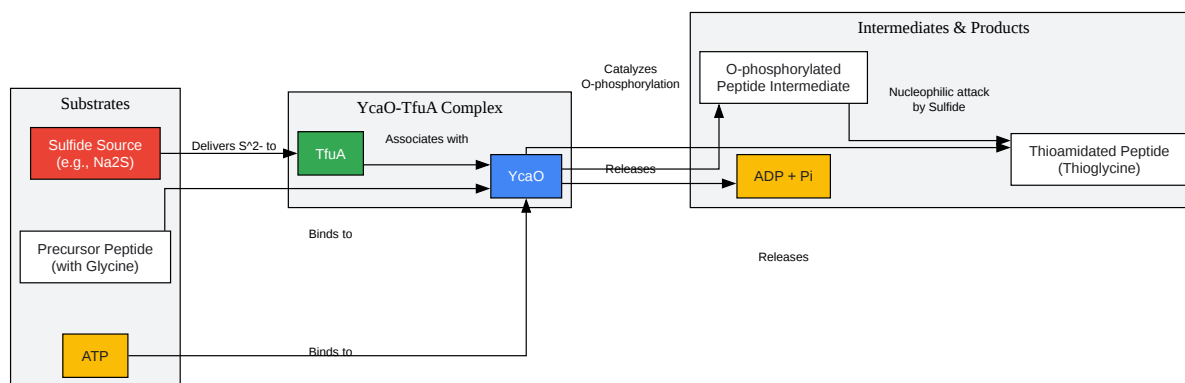 Intermediates & Products
Catalyzes
O-phosphorylation
O-phosphorylated
Peptide Intermediate
Nucleophilic attack
by Sulfide
Substrates
YcaO-TfuA Complex
Sulfide Source
(e.g., Na2S)
Delivers S^2- to
TfuA
Associates with
YcaO
Releases
ADP + Pi
Thioamidated Peptide
(Thioglycine)
Precursor Peptide
(with Glycine)
Binds to
Releases
ATP
Binds to